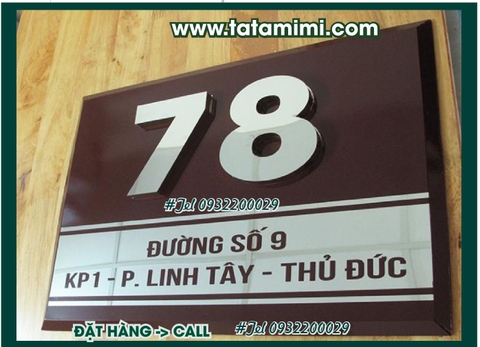 www.tatamimi.com
78
#Tel 0932200029
ĐƯỜNG SỐ 9
KP1 - P. LINH TÂY - THỦ ĐỨC
ĐẶT HÀNG -> CALL #Tel 0932200029